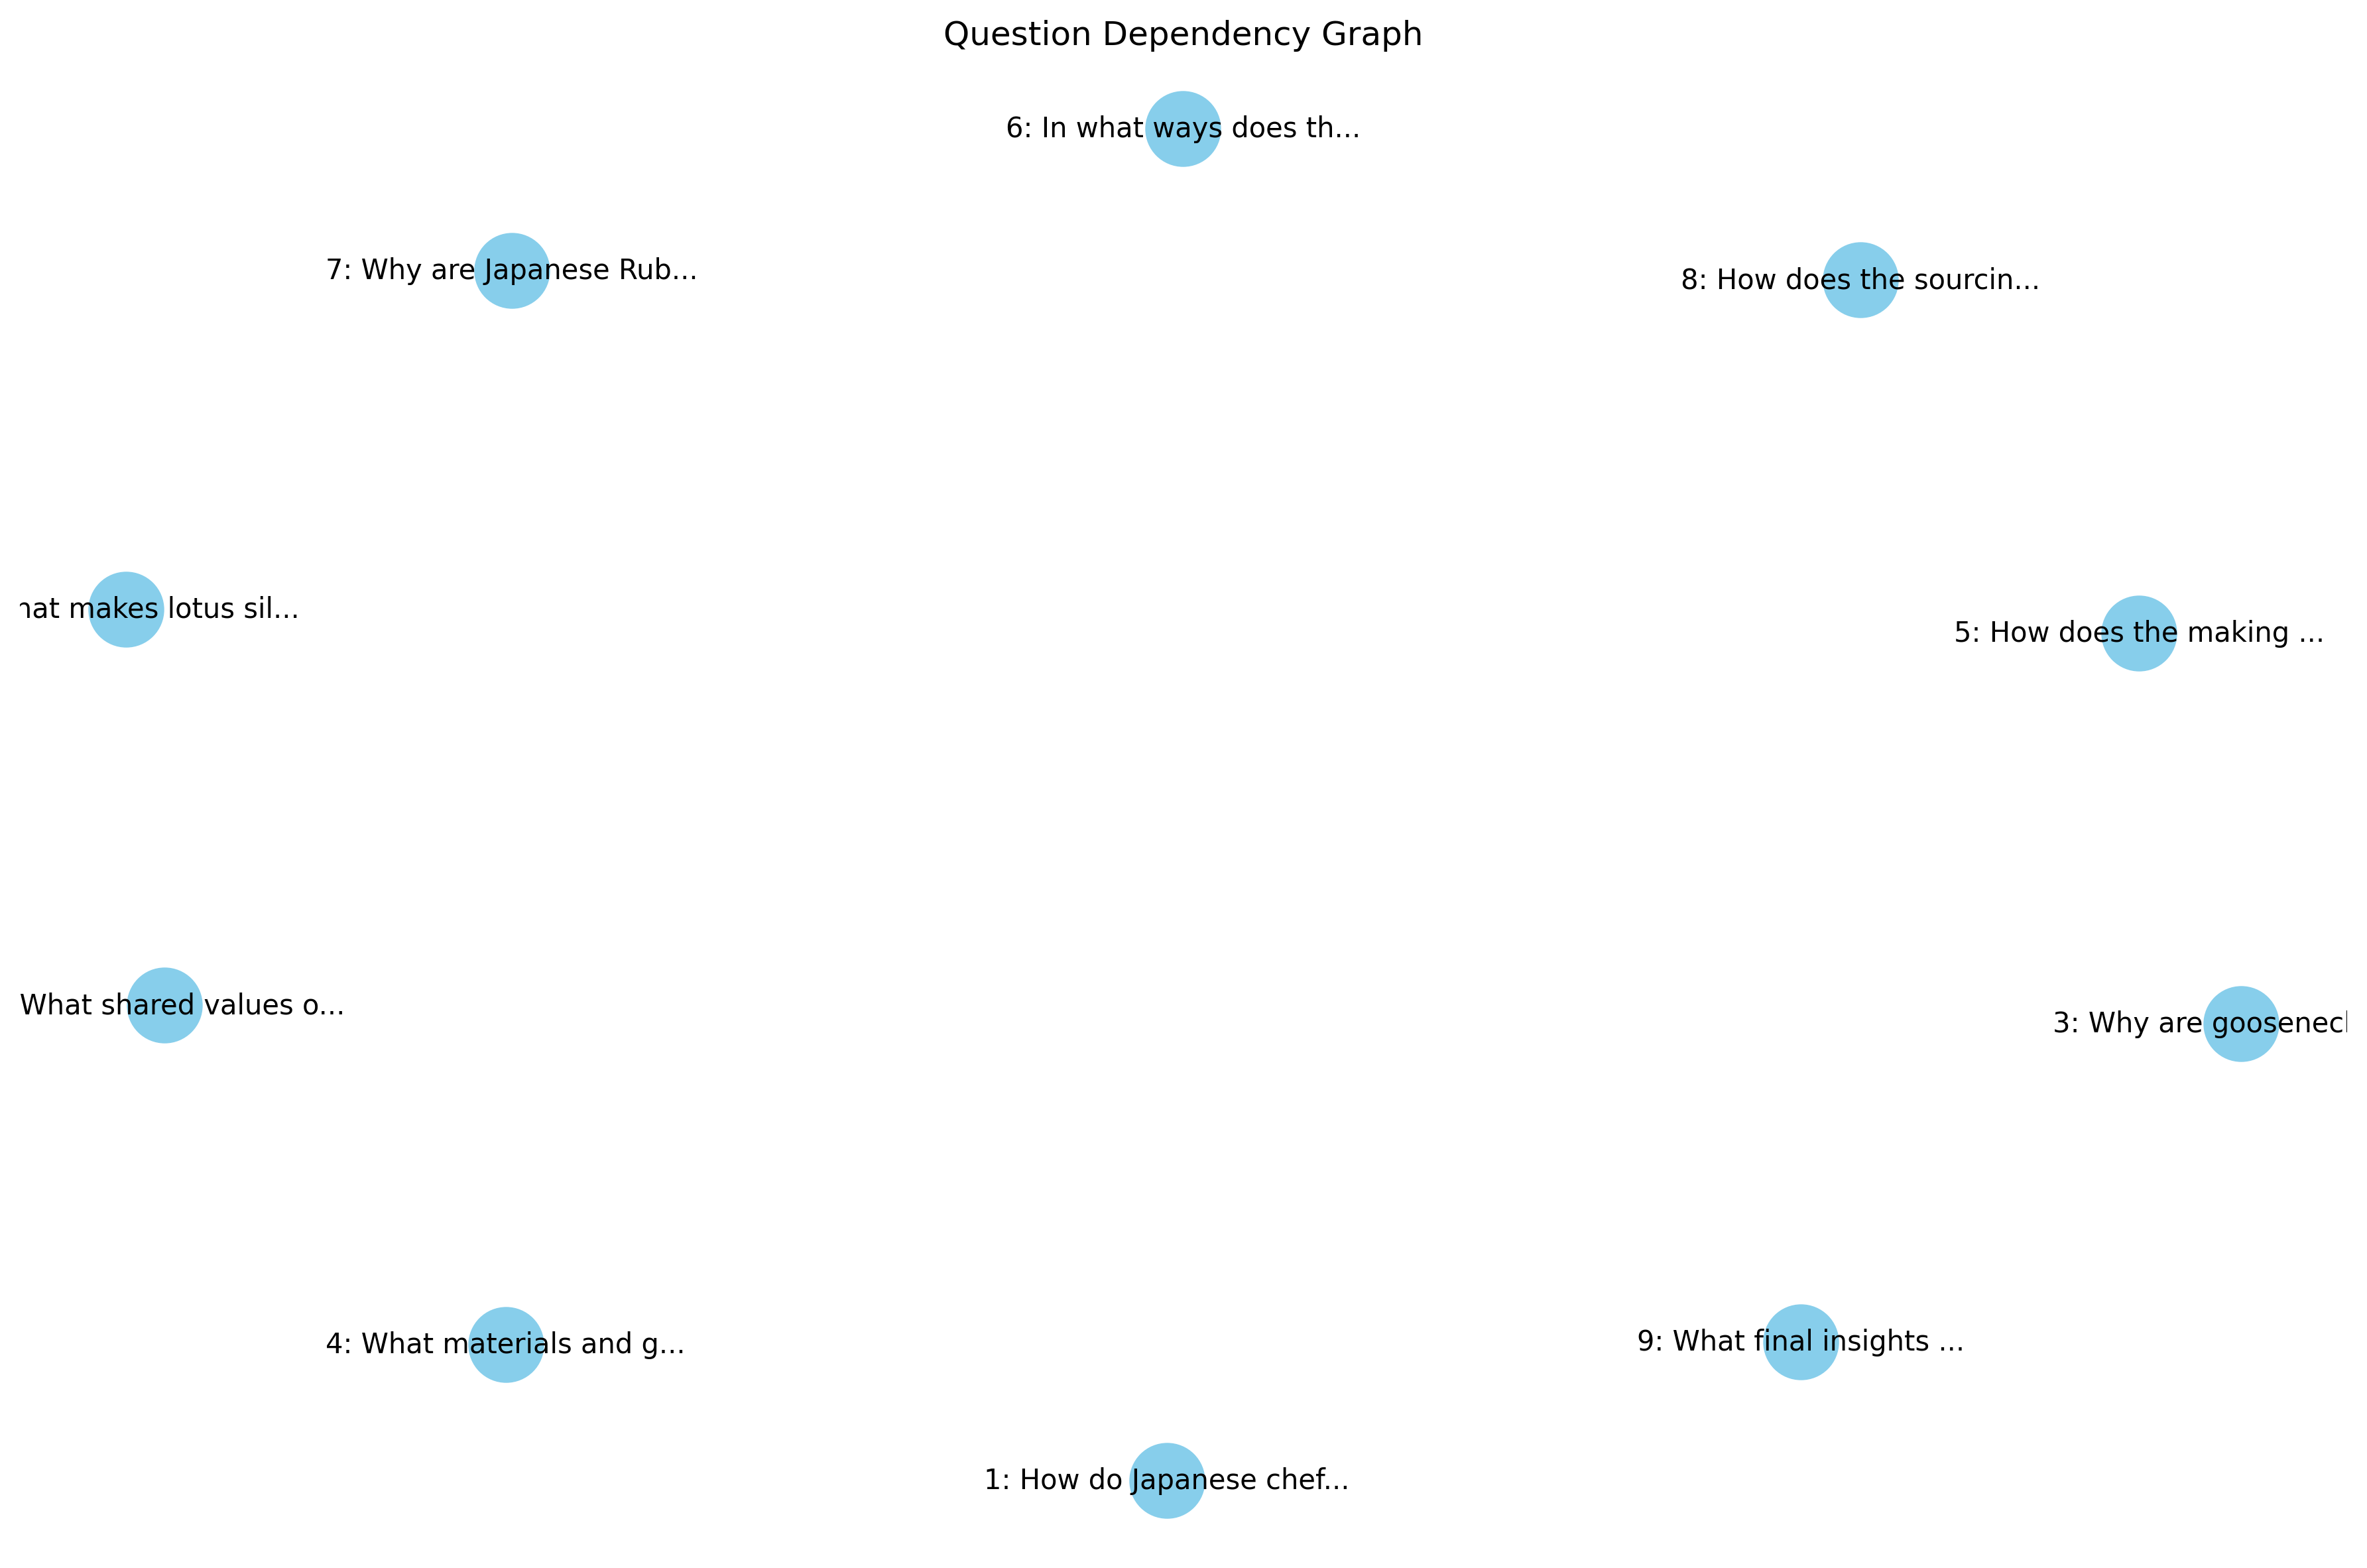 Question Dependency Graph
6: In what ways does th...
7: Why are Japanese Rub...
8: How does the sourcin...
makes lotus sil...
5: How does the making ...
What shared values o...
3: Why are
4: What materials and g...
9: What final insights ...
1: How do Japanese chef...